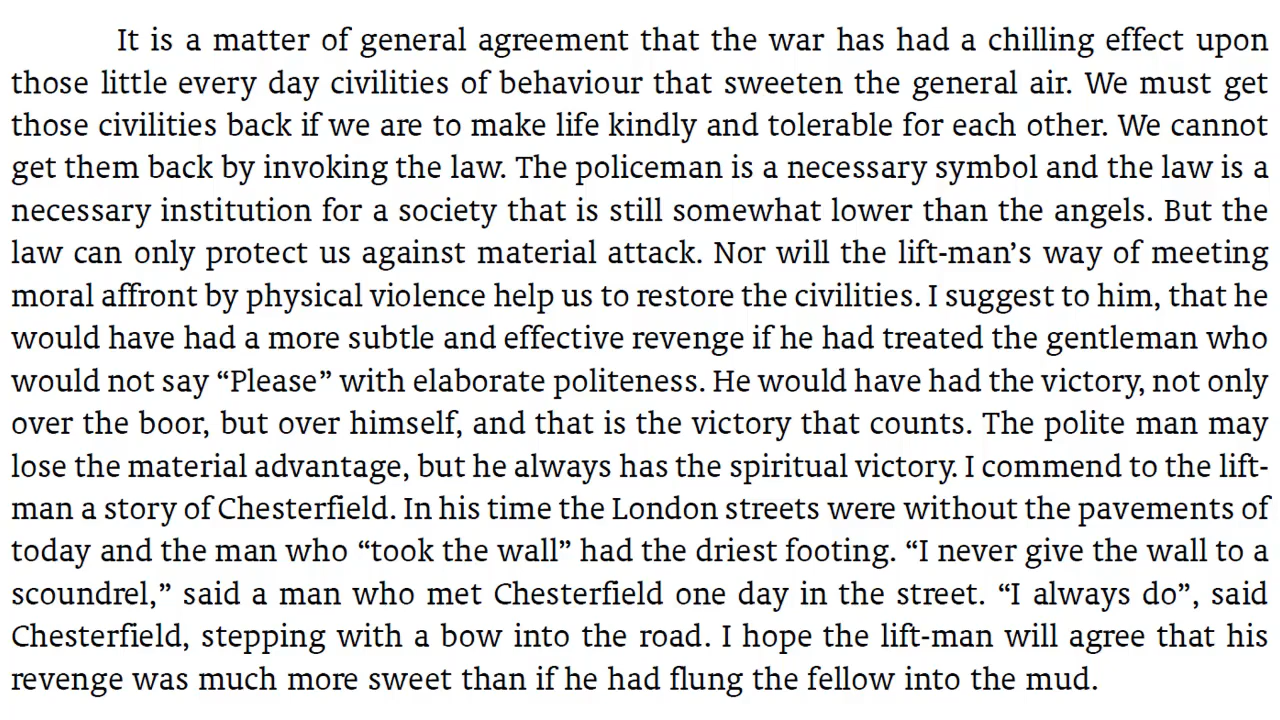 It is a matter of general agreement that the war has had a chilling effect upon
those little every day civilities of behaviour that sweeten the general air. We must get
those civilities back if we are to make life kindly and tolerable for each other. We cannot
get them back by invoking the law. The policeman is a necessary symbol and the law is a
necessary institution for a society that is still somewhat lower than the angels. But the
law can only protect us against material attack. Nor will the lift-man’s way of meeting
moral affront by physical violence help us to restore the civilities. I suggest to him, that he
would have had a more subtle and effective revenge if he had treated the gentleman who
would not say “Please” with elaborate politeness. He would have had the victory, not only
over the boor, but over himself, and that is the victory that counts. The polite man may
lose the material advantage, but he always has the spiritual victory. I commend to the lift-
man a story of Chesterfield. In his time the London streets were without the pavements of
today and the man who “took the wall” had the driest footing. “I never give the wall to a
scoundrel,” said a man who met Chesterfield one day in the street. “I always do”, said
Chesterfield, stepping with a bow into the road. I hope the lift-man will agree that his
revenge was much more sweet than if he had flung the fellow into the mud.